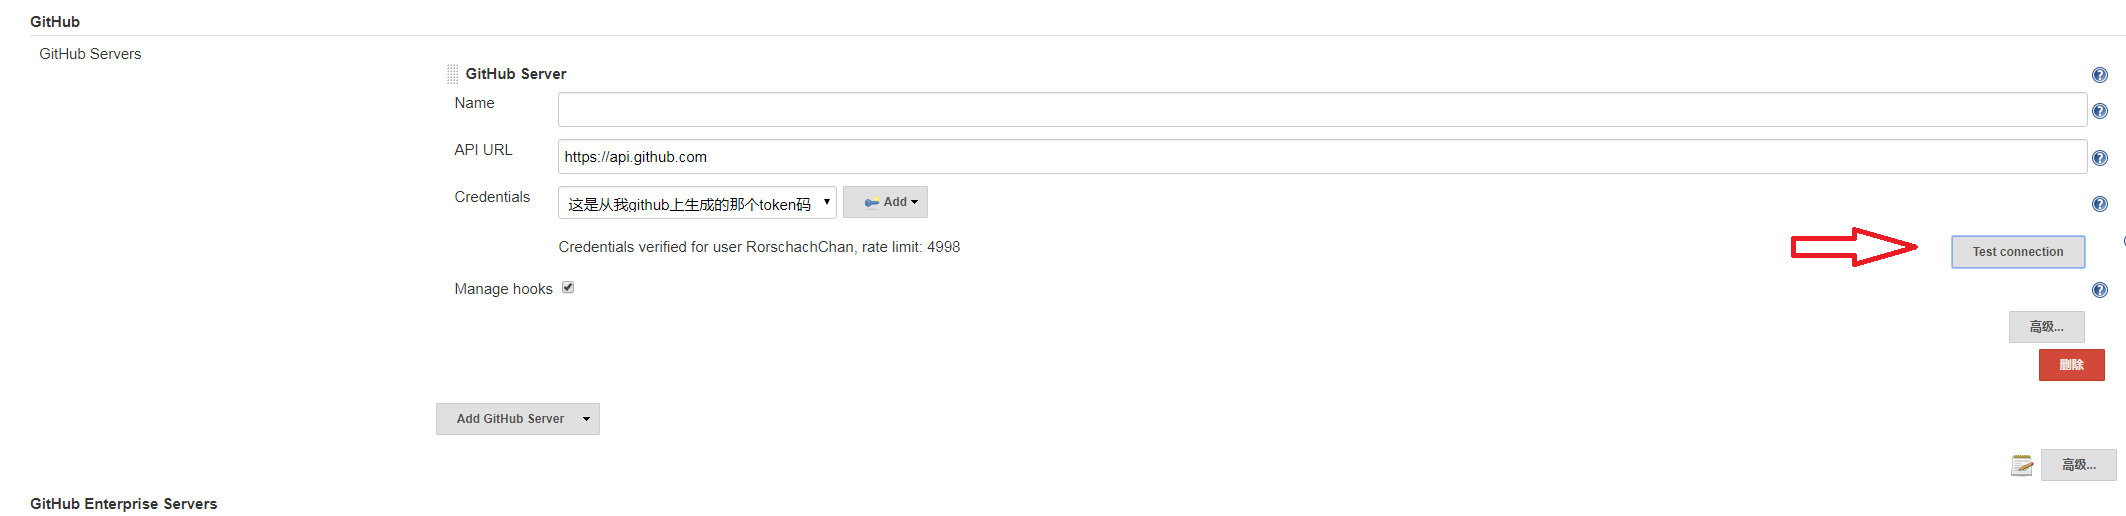 GitHub
GitHub Servers
GitHub Server
Name
API URL
https://api.github.com
Credentials
这是从我github上生成的那个token码
Add
Credentials verified for user RorschachChan, rate limit: 4998
Test connection
Manage hooks
高级...
删除
Add GitHub Server
高级...
GitHub Enterprise Servers